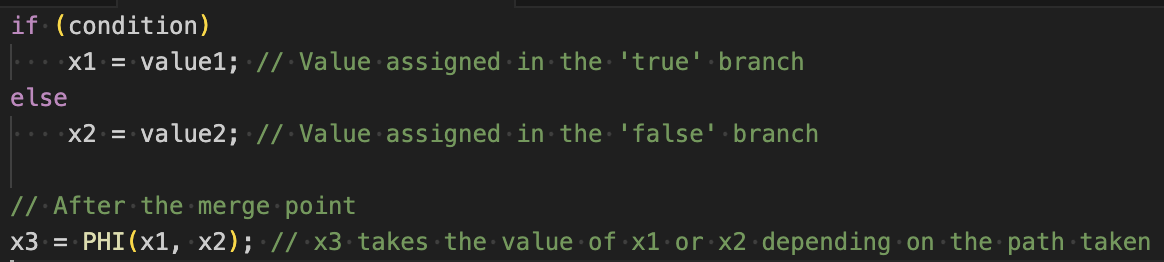 if (condition)
    x1 = value1; // Value assigned in the 'true' branch
else
    x2 = value2; // Value assigned in the 'false' branch

// After the merge point
x3 = PHI(x1, x2); // x3 takes the value of x1 or x2 depending on the path taken